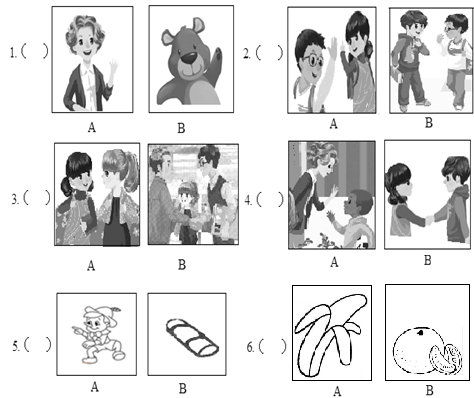 1.( ) 2.( )
A B A B
3.( ) 4.( )
A B A B
5.( ) 6.( )
A B A B